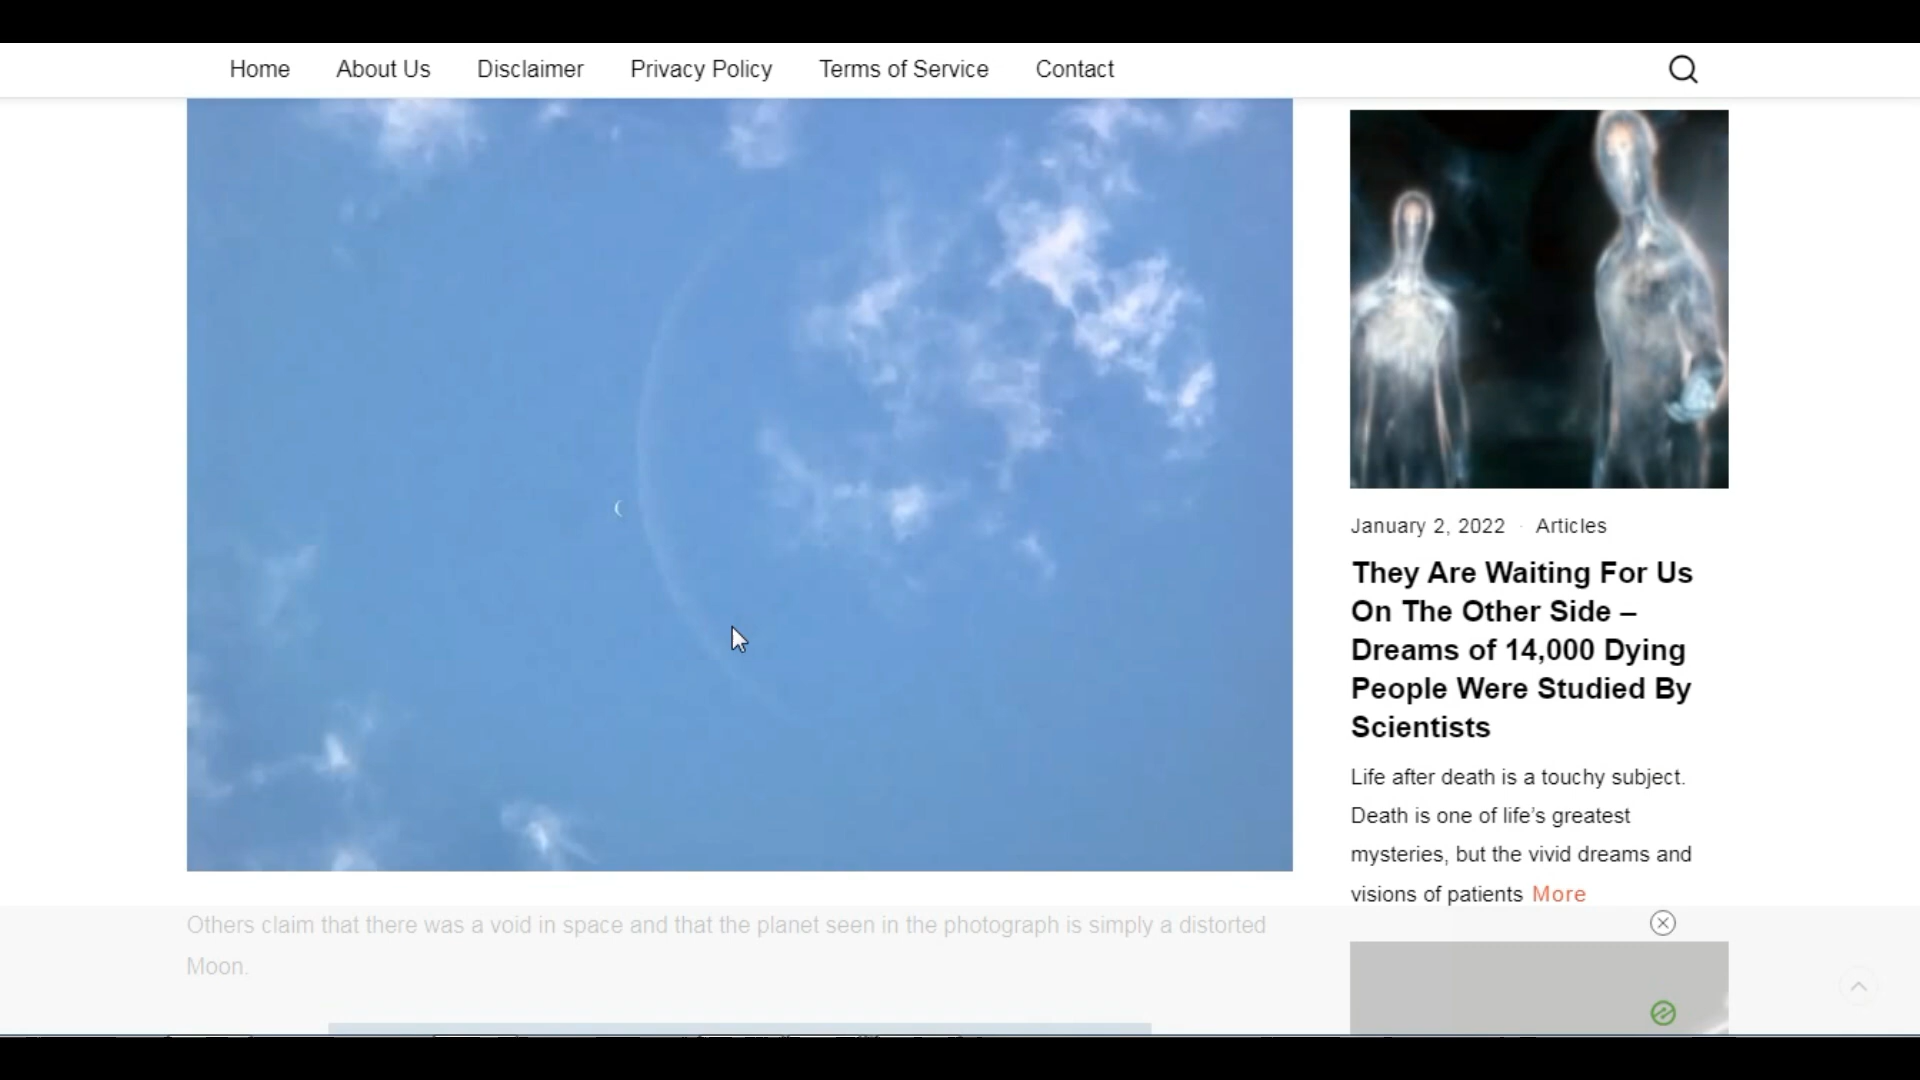 Home About Us Disclaimer Privacy Policy Terms of Service Contact
Others claim that there was a void in space and that the planet seen in the photograph is simply a distorted
Moon.
January 2, 2022 · Articles
They Are Waiting For Us
On The Other Side –
Dreams of 14,000 Dying
People Were Studied By
Scientists
Life after death is a touchy subject.
Death is one of life’s greatest
mysteries, but the vivid dreams and
visions of patients More